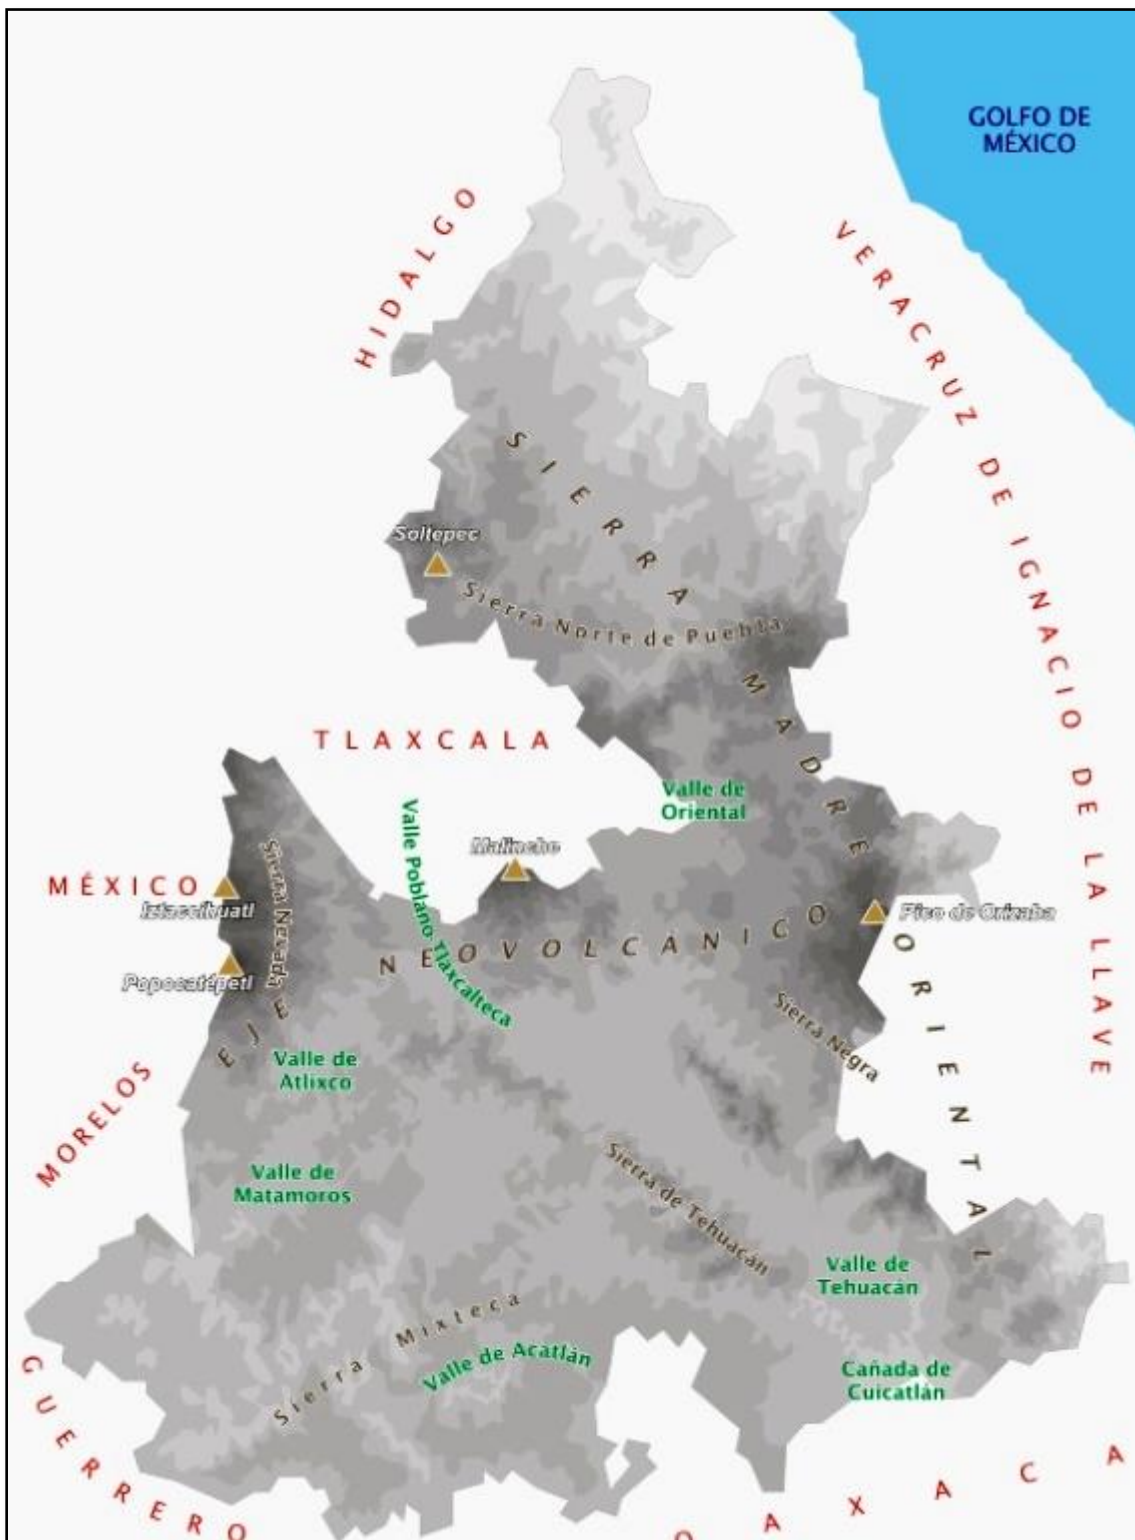 GOLFO DE
MÉXICO
HIDALGO
VERACRUZ DE IGNACIO DE LA LLAVE
SIERRA MADRE ORIENTAL
Soltepec
Sierra Norte de Puebla
TLAXCALA
Valle de
Oriental
Valle Poblano Tlaxcalteca
Malinche
Sierra Nevada
MÉXICO
Iztaccíhuatl
Pico de Orizaba
EJE NEOVOLCÁNICO
Popocatépetl
Sierra Negra
MORELOS
Valle de
Atlixco
Valle de
Matamoros
Sierra de Tehuacán
Valle de
Tehuacán
Sierra Mixteca
Valle de Acatlán
Cañada de
Cuicatlán
GUERRERO
OAXACA